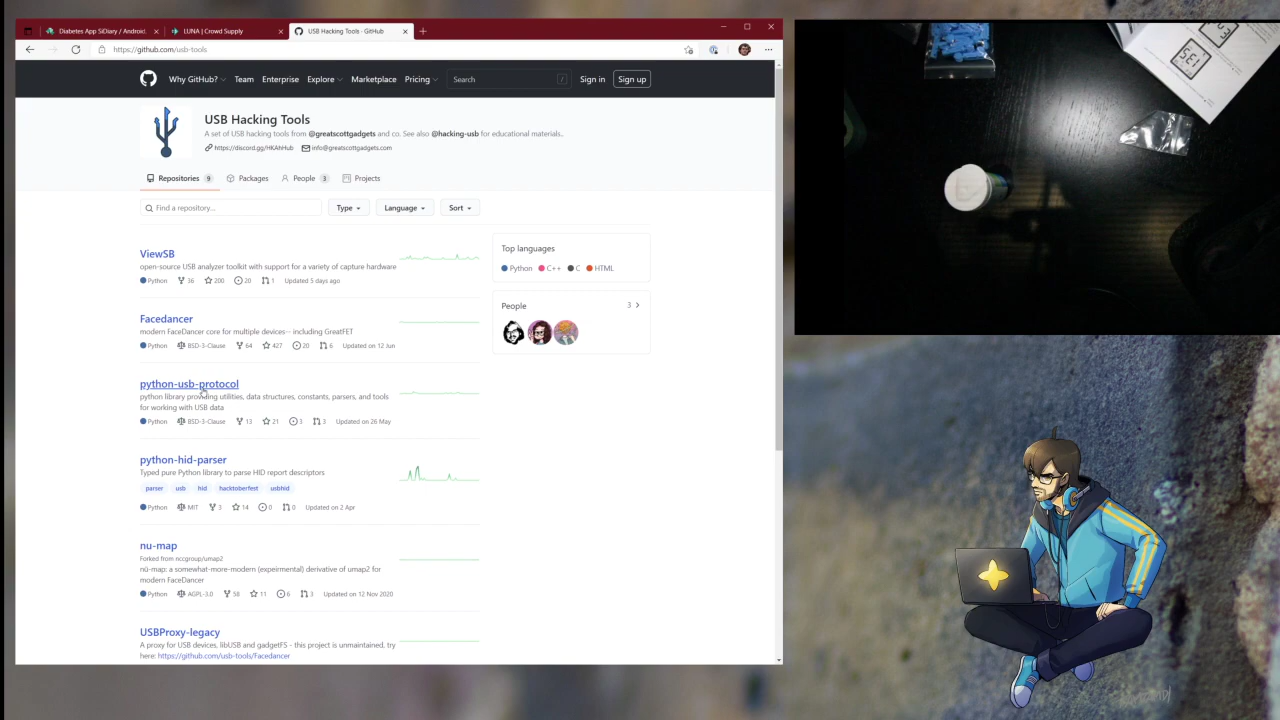 Diabetes App SiDiary / Android
LUNA | Crowd Supply
USB Hacking Tools · GitHub
https://github.com/usb-tools
Why GitHub?
Team
Enterprise
Explore
Marketplace
Pricing
Search
/
Sign in
Sign up
USB Hacking Tools
A set of USB hacking tools from @greatscottgadgets and co. See also @hacking-usb for educational materials..
https://discord.gg/HKAhHub
info@greatscottgadgets.com
Repositories 9
Packages
People 3
Projects
Find a repository...
Type
Language
Sort
ViewSB
open-source USB analyzer toolkit with support for a variety of capture hardware
Python 36 200 20 1 Updated 5 days ago
Facedancer
modern FaceDancer core for multiple devices-- including GreatFET
Python BSD-3-Clause 64 427 20 6 Updated on 12 Jun
python-usb-protocol
python library providing utilities, data structures, constants, parsers, and tools
for working with USB data
Python BSD-3-Clause 13 21 3 3 Updated on 26 May
python-hid-parser
Typed pure Python library to parse HID report descriptors
parser usb hid hacktoberfest usbhid
Python MIT 3 14 0 0 Updated on 2 Apr
nu-map
Forked from nccgroup/umap2
nü-map: a somewhat-more-modern (expeirmental) derivative of umap2 for
modern FaceDancer
Python AGPL-3.0 58 11 6 3 Updated on 12 Nov 2020
USBProxy-legacy
A proxy for USB devices, libUSB and gadgetFS - this project is unmaintained, try
here: https://github.com/usb-tools/Facedancer
Top languages
Python C++ C HTML
People
3